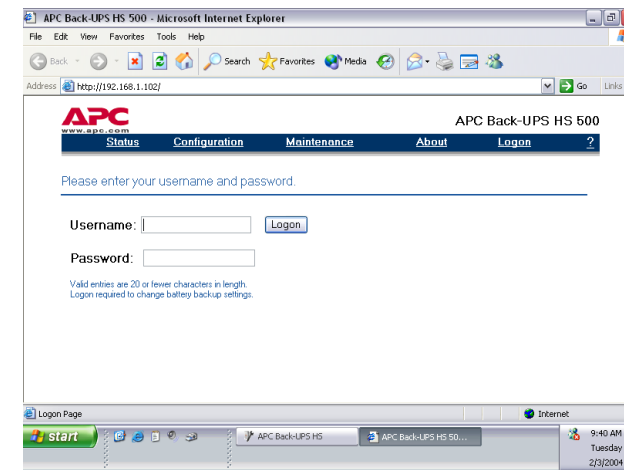 APC Back-UPS HS 500 - Microsoft Internet Explorer
File Edit View Favorites Tools Help
Back Search Favorites Media
Address http://192.168.1.102/ Go Links
APC
www.apc.com
APC Back-UPS HS 500
Status Configuration Maintenance About Logon ?
Please enter your username and password.
Username: Logon
Password:
Valid entries are 20 or fewer characters in length.
Logon required to change battery backup settings.
Logon Page Internet
start APC Back-UPS HS APC Back-UPS HS 50... 9:40 AM
Tuesday
2/3/2004